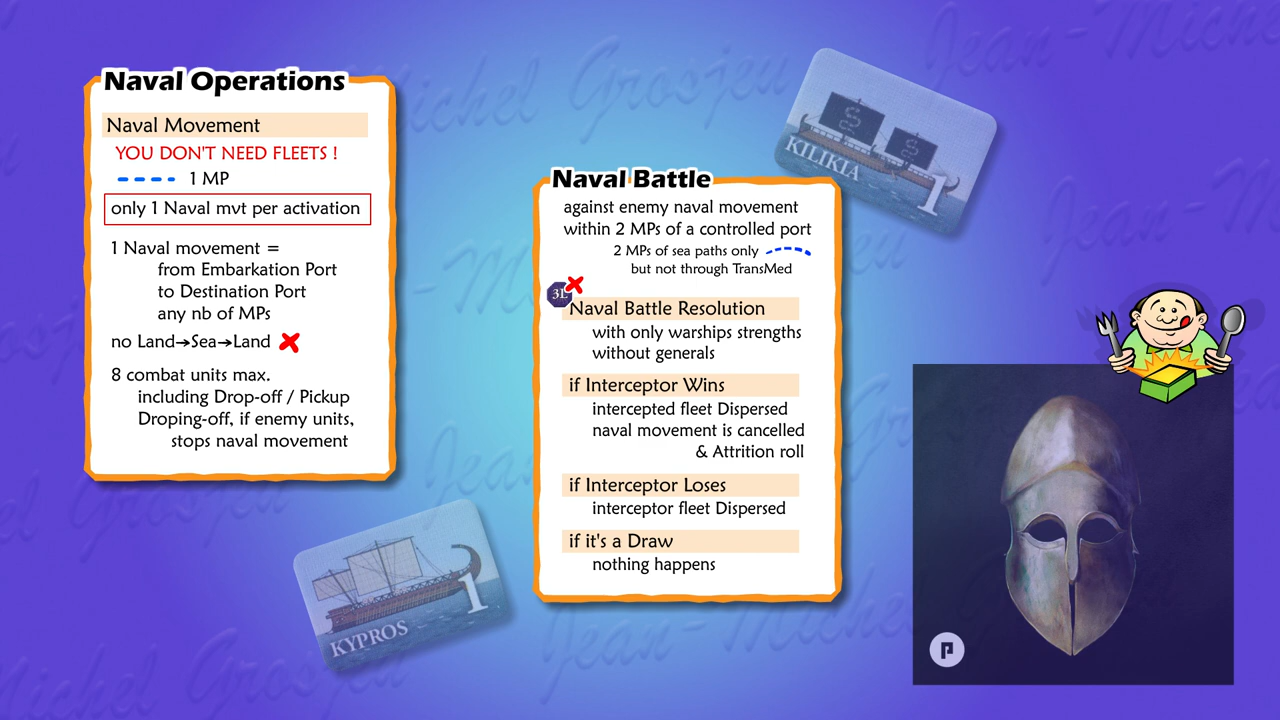 Naval Operations
Naval Movement
YOU DON'T NEED FLEETS !
1 MP
only 1 Naval mvt per activation
1 Naval movement =
from Embarkation Port
to Destination Port
any nb of MPs
no Land→Sea→Land
8 combat units max.
including Drop-off / Pickup
Droping-off, if enemy units,
stops naval movement
KYPROS
1
Naval Battle
against enemy naval movement
within 2 MPs of a controlled port
2 MPs of sea paths only
but not through TransMed
3L
Naval Battle Resolution
with only warships strengths
without generals
if Interceptor Wins
intercepted fleet Dispersed
naval movement is cancelled
& Attrition roll
if Interceptor Loses
interceptor fleet Dispersed
if it's a Draw
nothing happens
KILIKIA
1
P
Jean-Michel Grosjeu